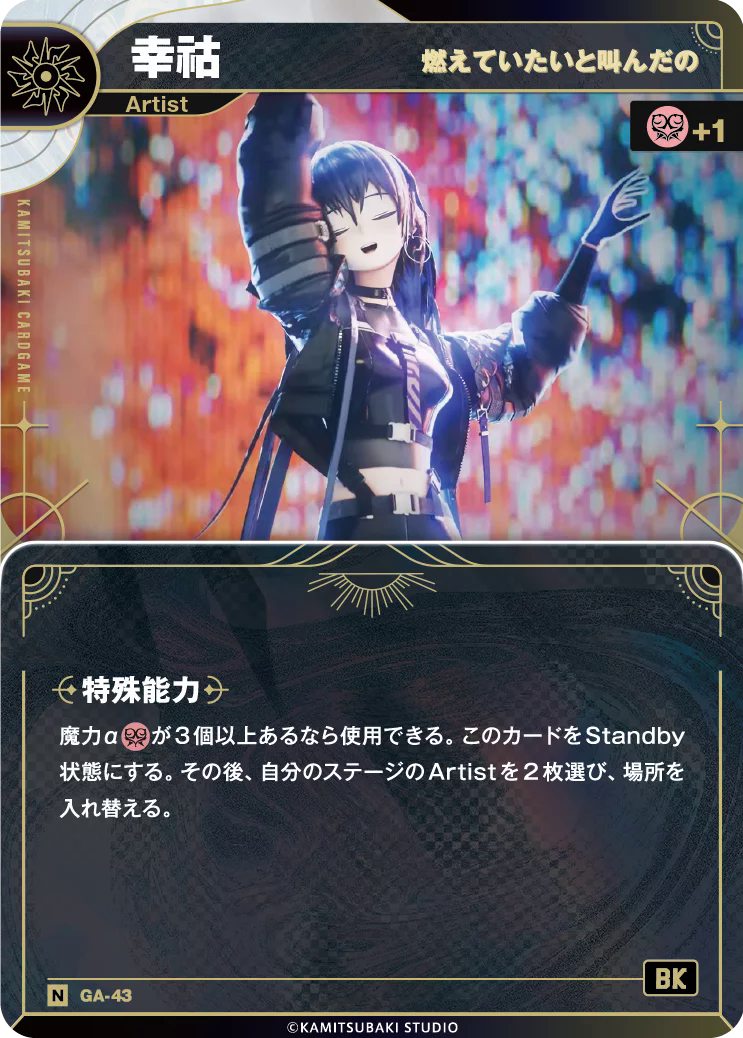 幸祜
燃えていたいと叫んだの
Artist
+1
KAMITSUBAKI CARDGAME
特殊能力
魔力αが3個以上あるなら使用できる。このカードをStandby
状態にする。その後、自分のステージのArtistを2枚選び、場所を
入れ替える。
BK
N GA-43
©KAMITSUBAKI STUDIO